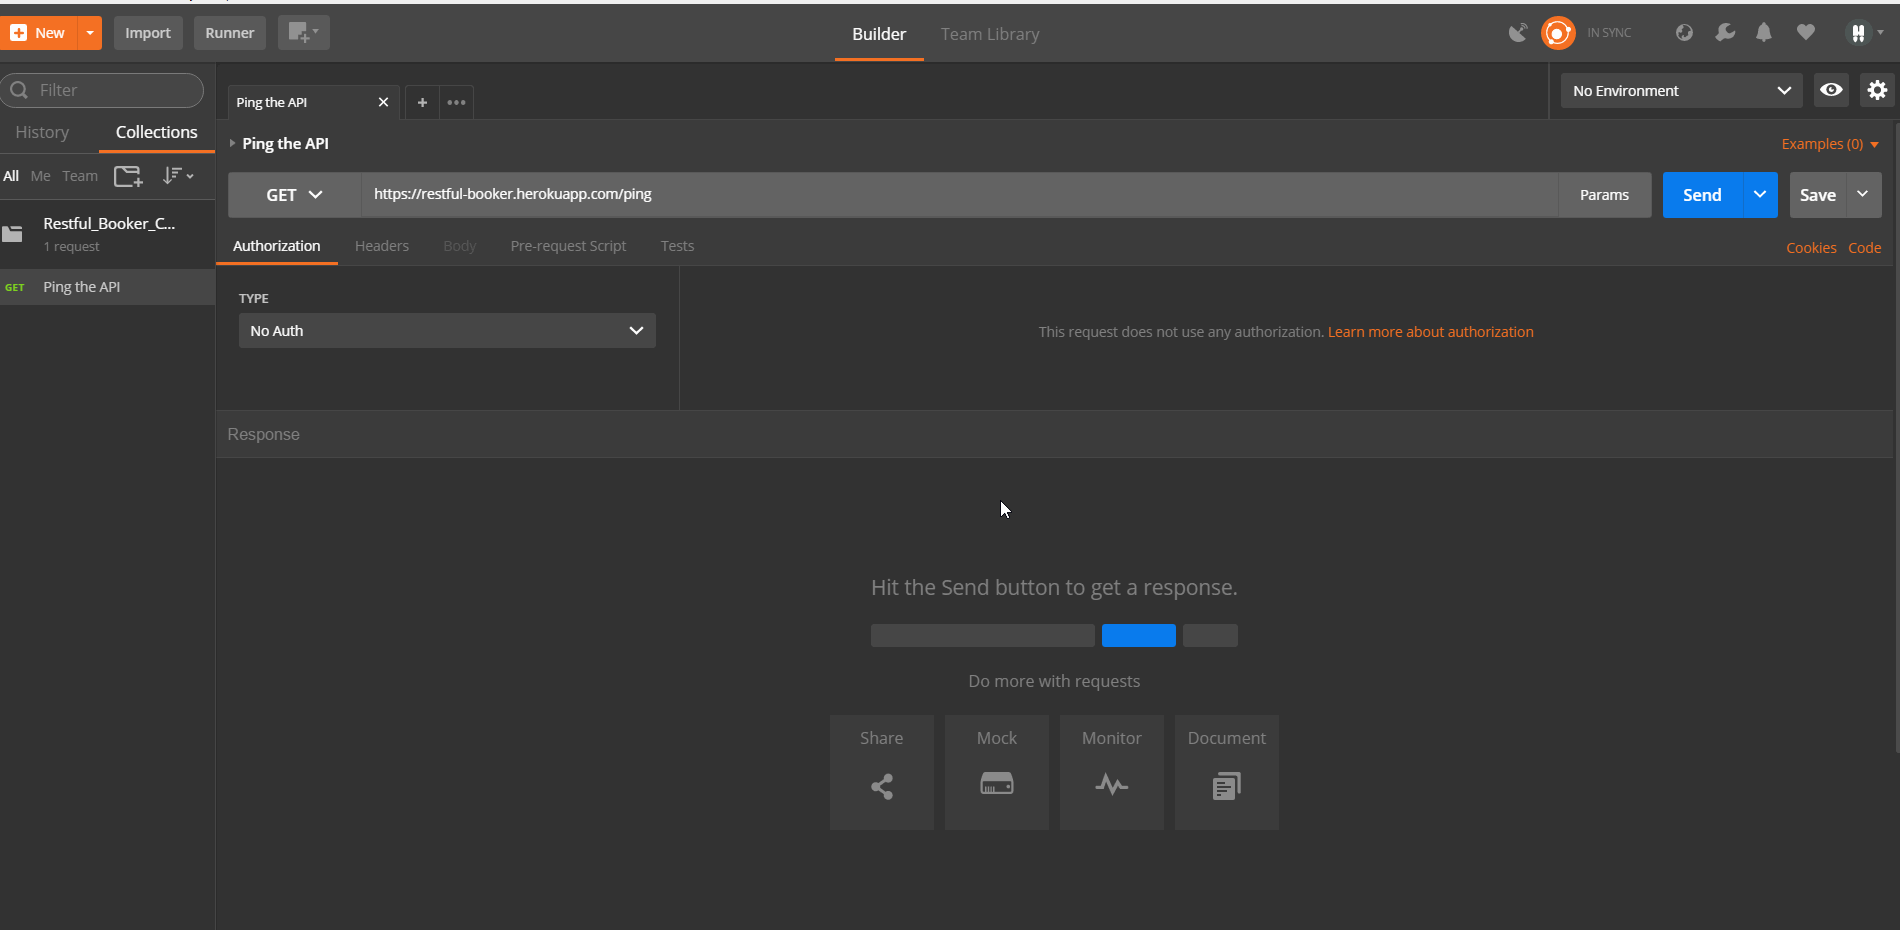 New Import Runner Builder Team Library IN SYNC
Filter
Ping the API No Environment
History Collections
Ping the API Examples (0)
All Me Team
GET https://restful-booker.herokuapp.com/ping Params Send Save
Restful_Booker_C...
1 request
Authorization Headers Body Pre-request Script Tests Cookies Code
GET Ping the API
TYPE
No Auth
This request does not use any authorization. Learn more about authorization
Response
Hit the Send button to get a response.
Do more with requests
Share Mock Monitor Document